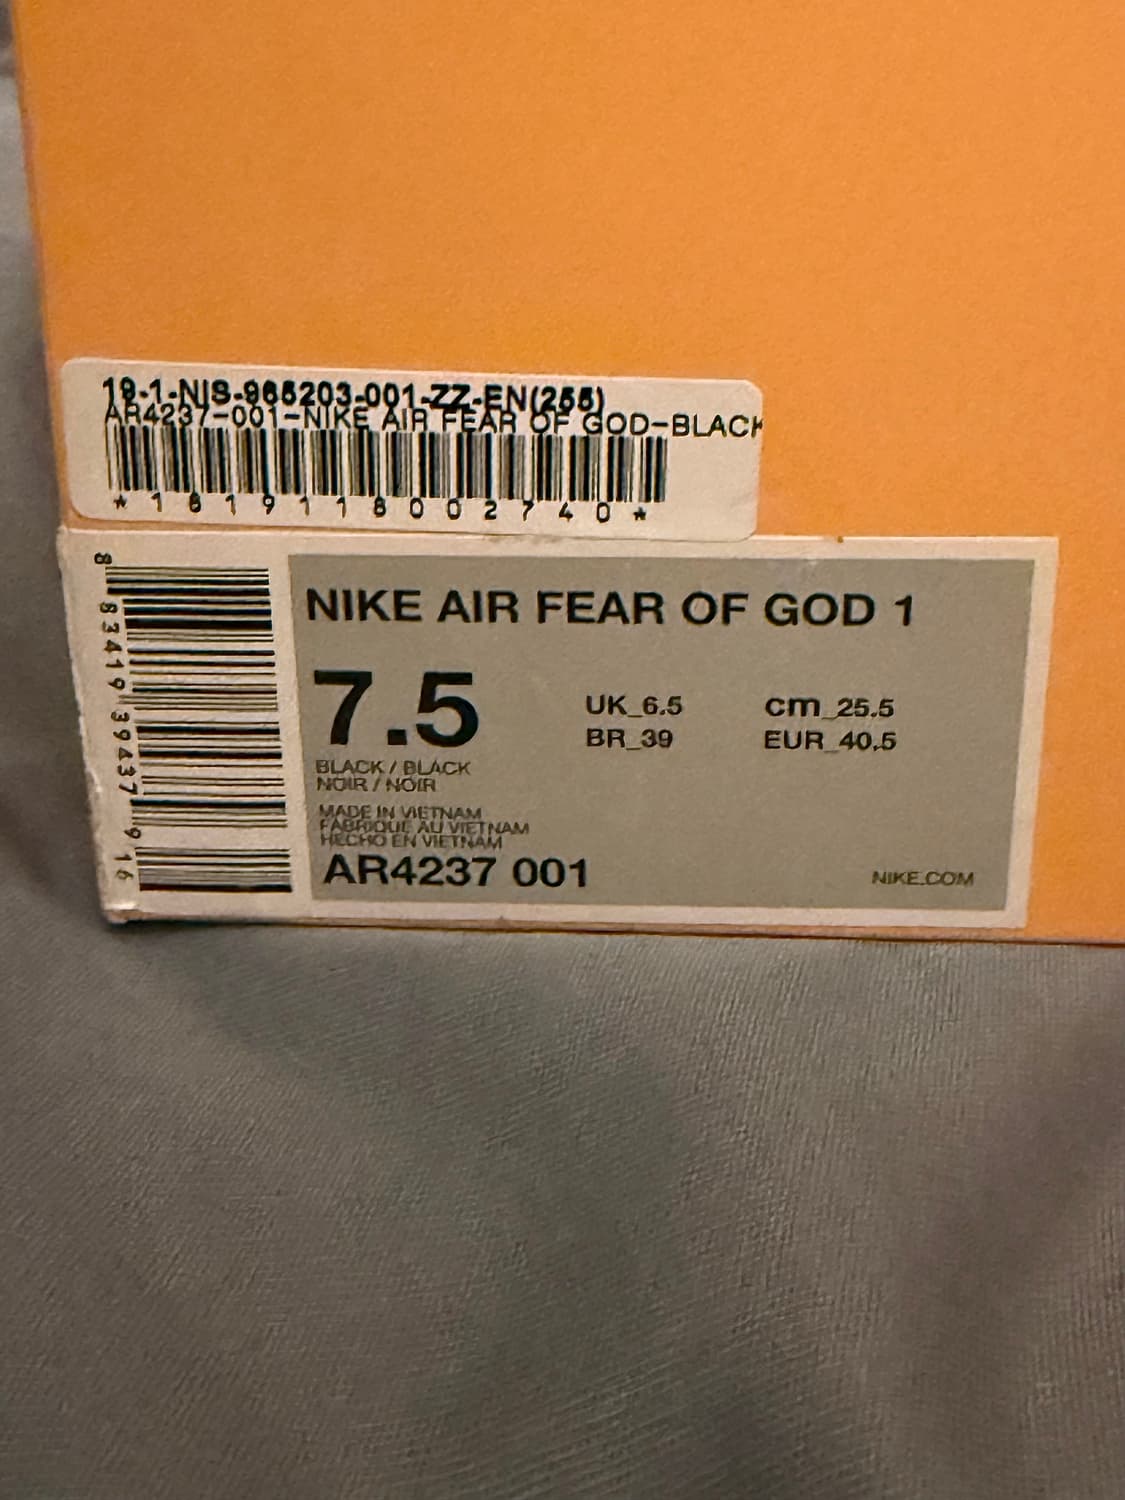 19-1-NIS-965203-001-ZZ-EN(255)
AR4237-001-NIKE AIR FEAR OF GOD-BLACK
*1819118002740*
8 83419 39437 9 16
NIKE AIR FEAR OF GOD 1
7.5
UK_6.5 cm_25.5
BR_39 EUR_40.5
BLACK / BLACK
NOIR / NOIR
MADE IN VIETNAM
FABRIQUE AU VIETNAM
HECHO EN VIETNAM
AR4237 001
NIKE.COM